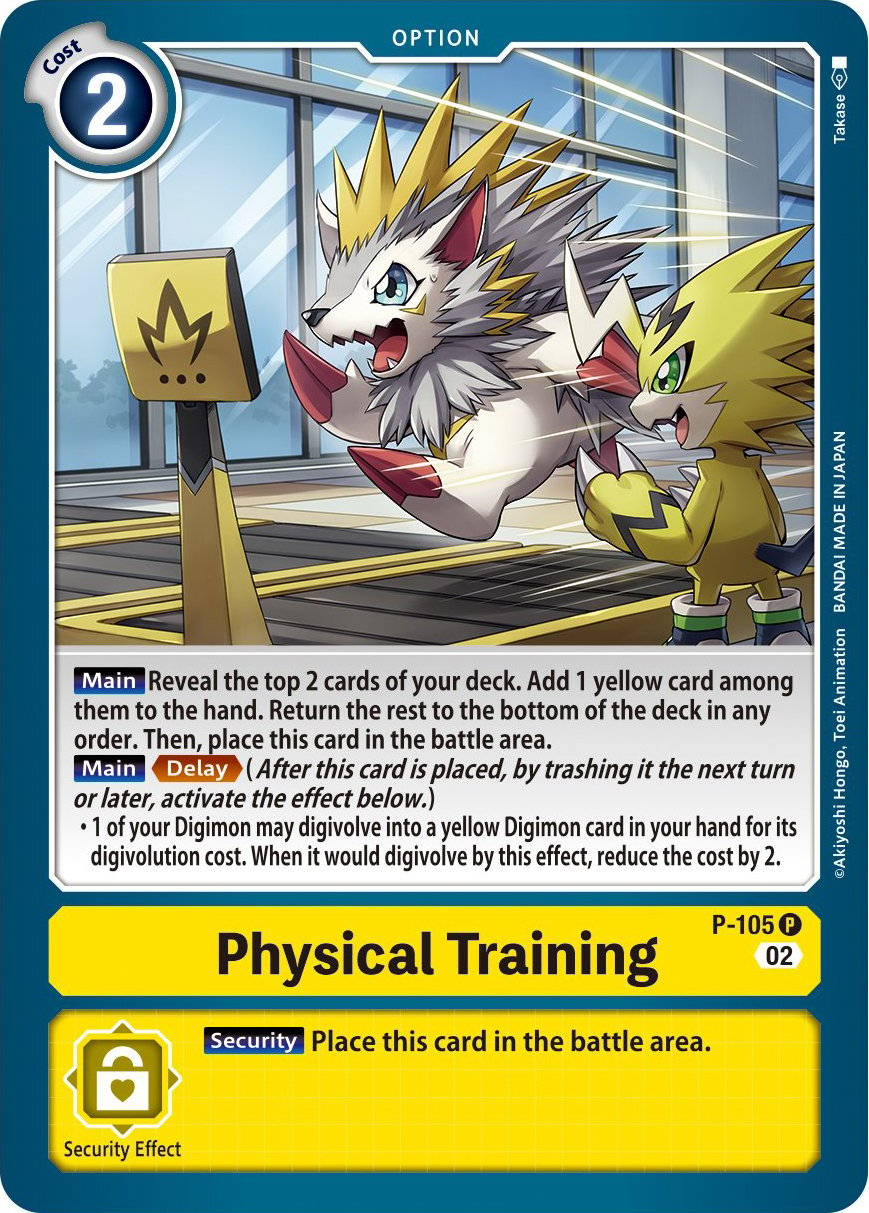 OPTION
Cost
2
Takase
Main Reveal the top 2 cards of your deck. Add 1 yellow card among
them to the hand. Return the rest to the bottom of the deck in any
order. Then, place this card in the battle area.
Main Delay (After this card is placed, by trashing it the next turn
or later, activate the effect below.)
・1 of your Digimon may digivolve into a yellow Digimon card in your hand for its
digivolution cost. When it would digivolve by this effect, reduce the cost by 2.
©Akiyoshi Hongo, Toei Animation BANDAI MADE IN JAPAN
P-105 P
02
Physical Training
Security Place this card in the battle area.
Security Effect